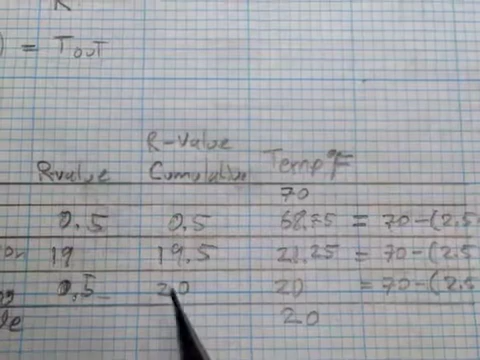 R
) = TOUT
R-Value
Rvalue Cumulative Temp °F
70
0.5 0.5 68.75 = 70-(2.5
19 19.5 21.25 = 70-(2.5
0.5 20 20 = 70-(2.5
20